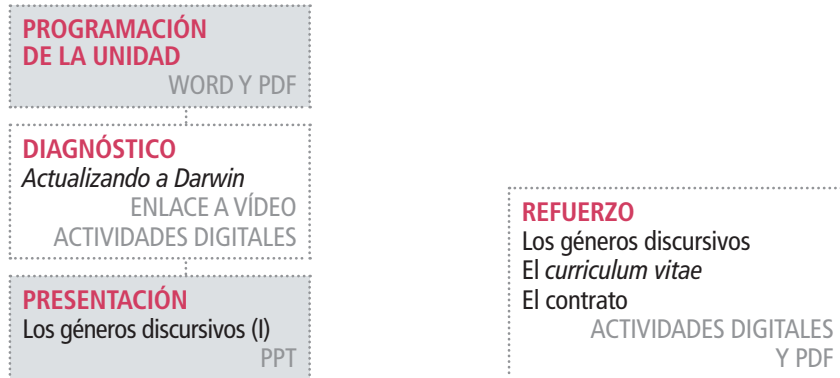 PROGRAMACIÓN
DE LA UNIDAD
WORD Y PDF
DIAGNÓSTICO
Actualizando a Darwin
ENLACE A VÍDEO
ACTIVIDADES DIGITALES
PRESENTACIÓN
Los géneros discursivos (I)
PPT
REFUERZO
Los géneros discursivos
El curriculum vitae
El contrato
ACTIVIDADES DIGITALES
Y PDF